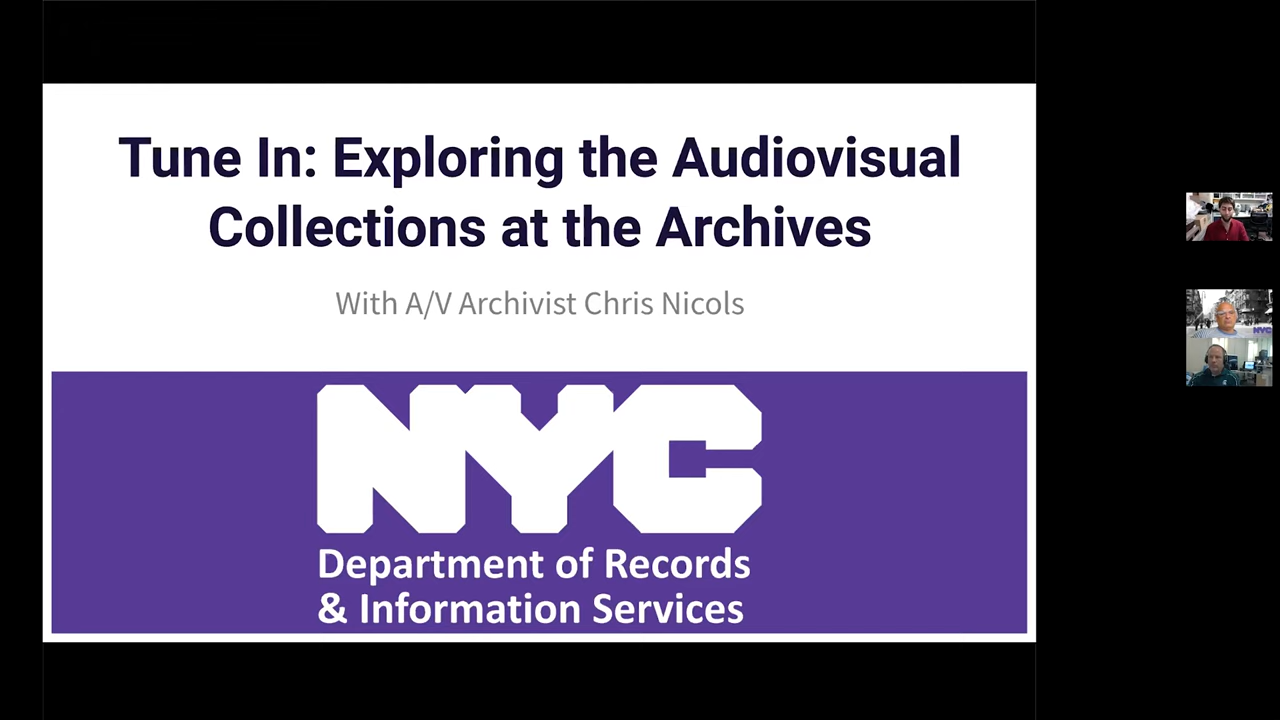 Tune In: Exploring the Audiovisual
Collections at the Archives
With A/V Archivist Chris Nicols
NYC
Department of Records
& Information Services
NYC